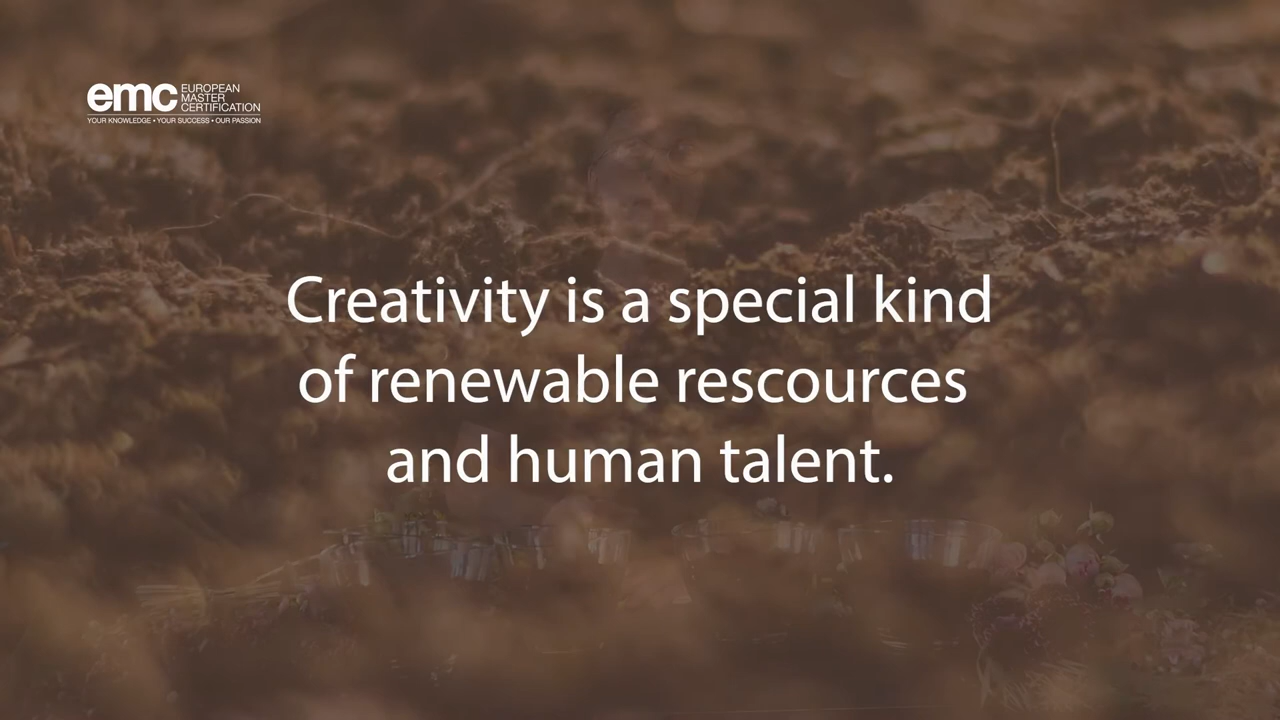 emc EUROPEAN
MASTER
CERTIFICATION
YOUR KNOWLEDGE • YOUR SUCCESS • OUR PASSION
Creativity is a special kind
of renewable rescources
and human talent.